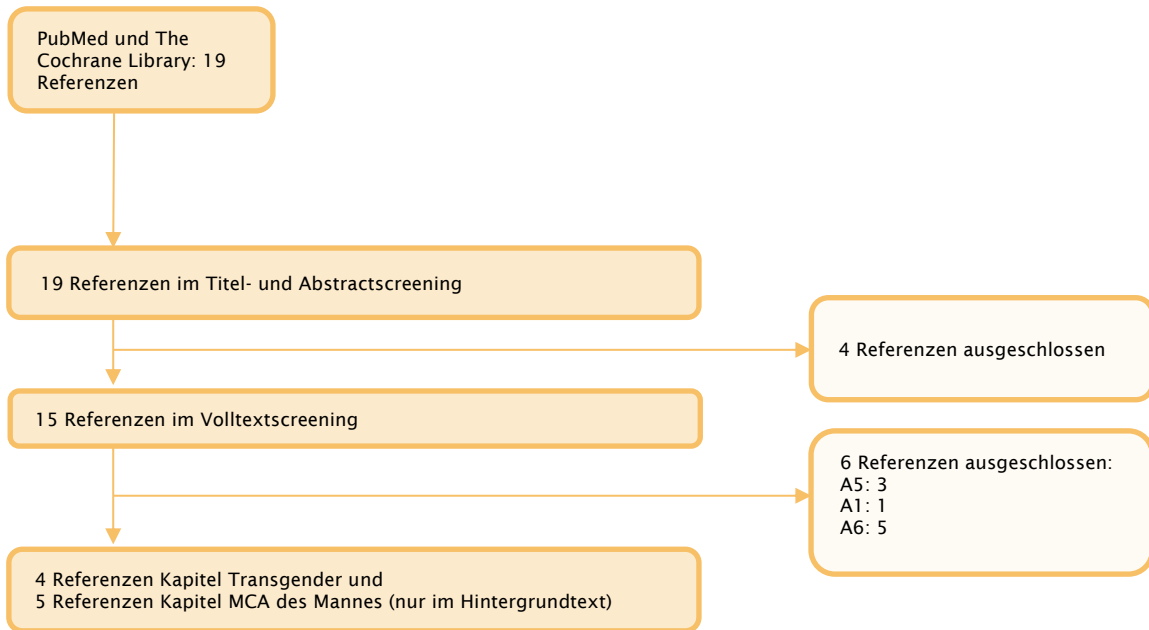 PubMed und The
Cochrane Library: 19
Referenzen
19 Referenzen im Titel- und Abstractscreening
4 Referenzen ausgeschlossen
15 Referenzen im Volltextscreening
6 Referenzen ausgeschlossen:
A5: 3
A1: 1
A6: 5
4 Referenzen Kapitel Transgender und
5 Referenzen Kapitel MCA des Mannes (nur im Hintergrundtext)